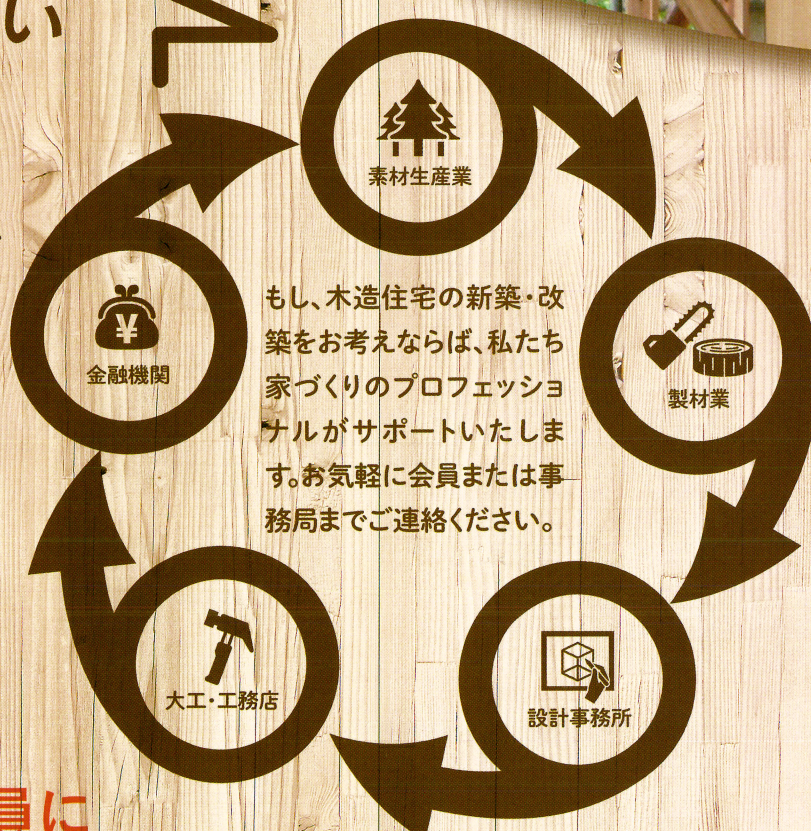 い
素材生産業
金融機関
¥
製材業
もし、木造住宅の新築・改
築をお考えならば、私たち
家づくりのプロフェッショ
ナルがサポートいたしま
す。お気軽に会員または事
務局までご連絡ください。
大工・工務店
設計事務所
員に